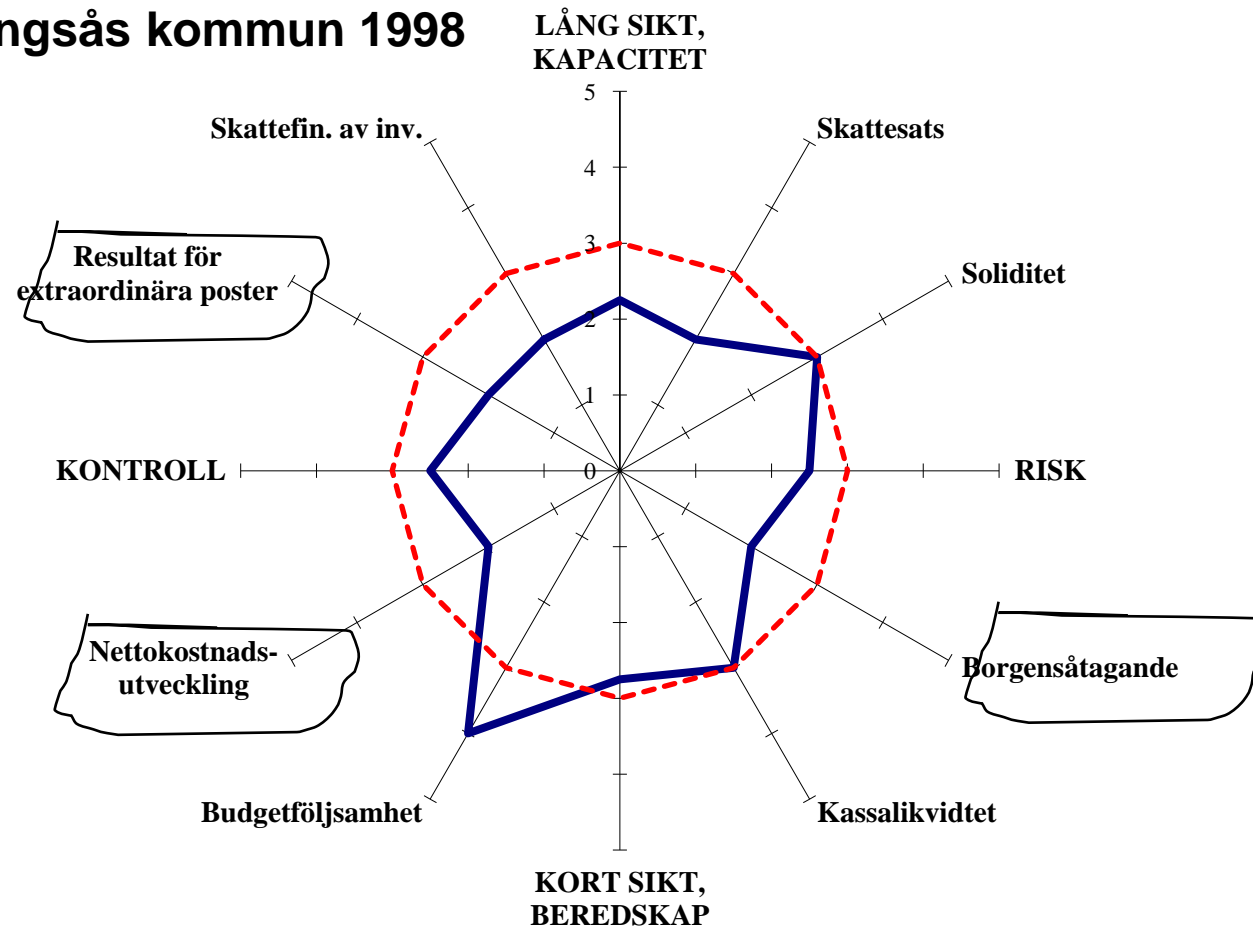 ngsås kommun 1998
LÅNG SIKT,
KAPACITET
5
4
3
2
1
0
Skattefin. av inv.
Skattesats
Resultat för
extraordinära poster
Soliditet
KONTROLL
RISK
Nettokostnads-
utveckling
Borgensåtagande
Budgetföljsamhet
Kassalikvidtet
KORT SIKT,
BEREDSKAP